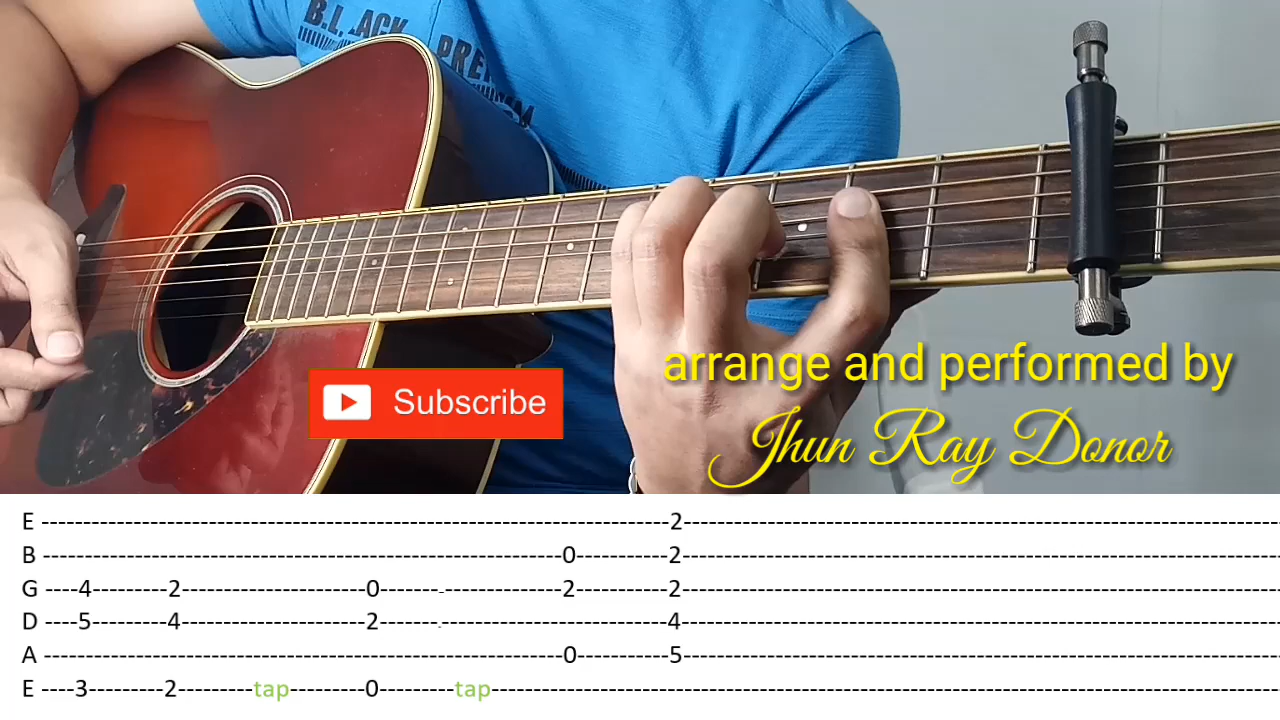 B.L.ACK
PREM
Subscribe
arrange and performed by
Jhun Ray Donor
E ---------------------------------------------------------------------------2-----------------------------------------------------------------------
B --------------------------------------------------------------0-----------2-----------------------------------------------------------------------
G ----4---------2----------------------0----------------------2-----------2-----------------------------------------------------------------------
D ----5---------4----------------------2-----------------------------------4-----------------------------------------------------------------------
A --------------------------------------------------------------0-----------5-----------------------------------------------------------------------
E ----3---------2---------tap---------0---------tap----------------------------------------------------------------------------------------------